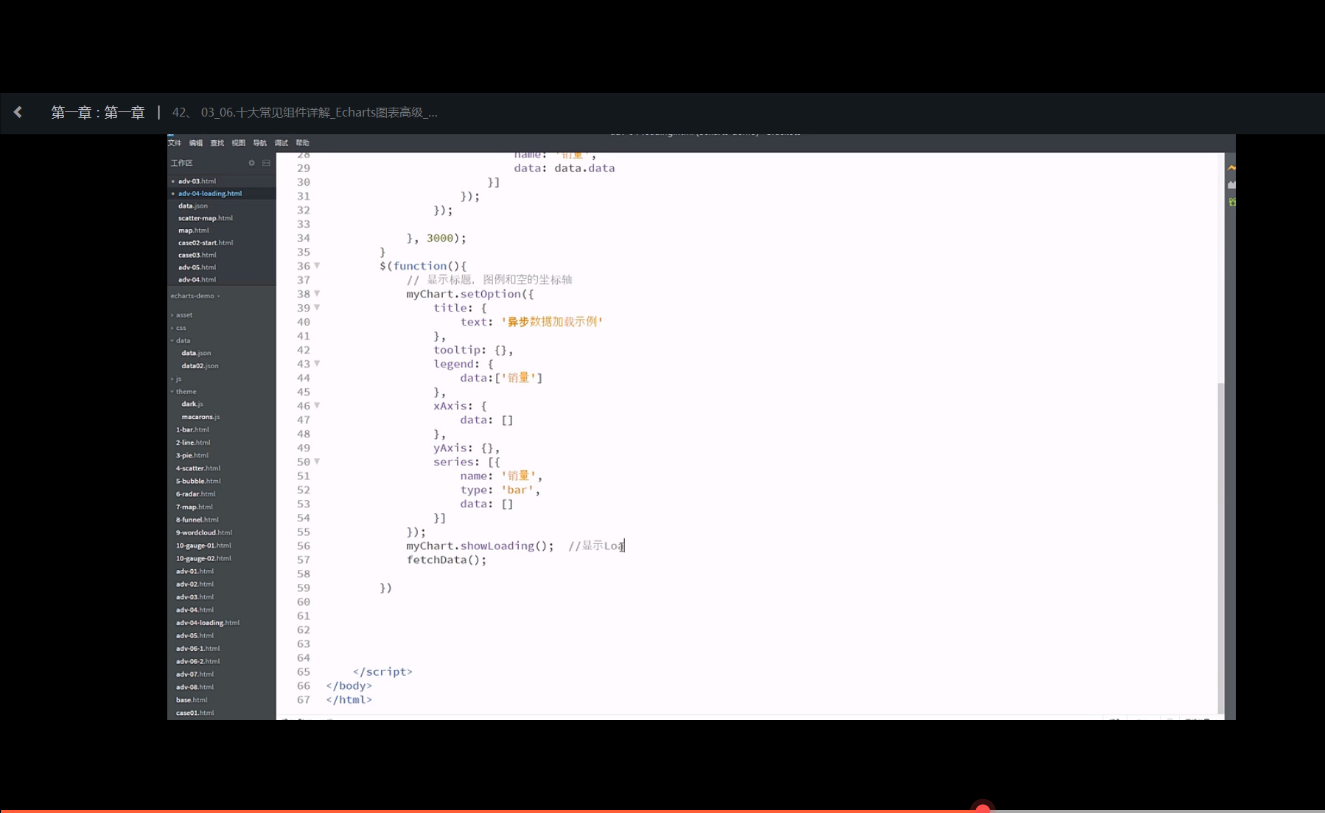 第一章 : 第一章 | 42、 03_06.十大常见组件详解_Echarts图表高级_...
文件 编辑 查找 视图 导航 调试 帮助
工作区
adv-03.html
adv-04-loading.html
data.json
scatter-map.html
map.html
case02-start.html
case03.html
adv-05.html
adv-04.html
echarts-demo
asset
css
data
data.json
data02.json
js
theme
dark.js
macarons.js
1-bar.html
2-line.html
3-pie.html
4-scatter.html
5-bubble.html
6-radar.html
7-map.html
8-funnel.html
9-wordcloud.html
10-gauge-01.html
10-gauge-02.html
adv-01.html
adv-02.html
adv-03.html
adv-04.html
adv-04-loading.html
adv-05.html
adv-06-1.html
adv-06-2.html
adv-07.html
adv-08.html
base.html
case01.html
28 name: '销量',
29 data: data.data
30 }]
31 });
32 });
33
34 }, 3000);
35 }
36 $(function(){
37 // 显示标题、图例和空的坐标轴
38 myChart.setOption({
39 title: {
40 text: '异步数据加载示例'
41 },
42 tooltip: {},
43 legend: {
44 data:['销量']
45 },
46 xAxis: {
47 data: []
48 },
49 yAxis: {},
50 series: [{
51 name: '销量',
52 type: 'bar',
53 data: []
54 }]
55 });
56 myChart.showLoading(); //显示Loa
57 fetchData();
58
59 })
60
61
62
63
64
65 </script>
66 </body>
67 </html>